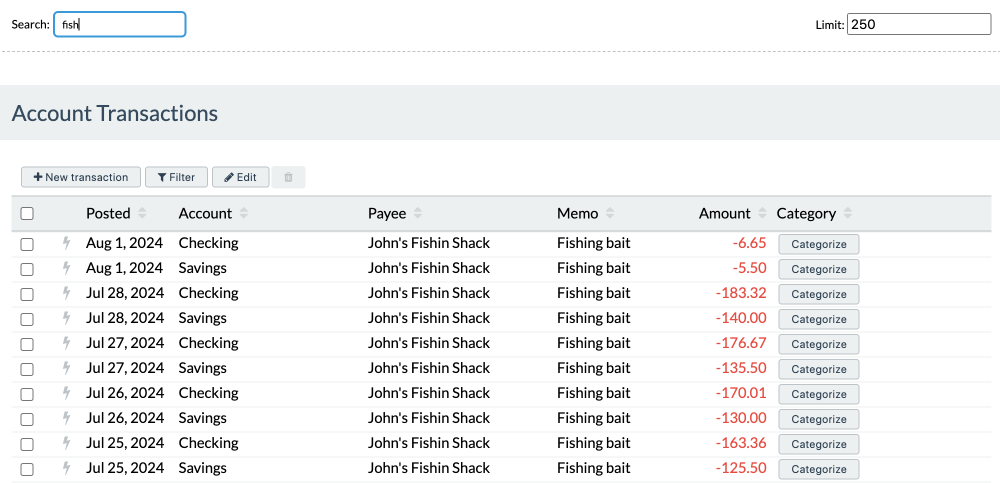 Search: fish Limit: 250
Account Transactions
New transaction Filter Edit
Posted Account Payee Memo Amount Category
Aug 1, 2024 Checking John's Fishin Shack Fishing bait -6.65 Categorize
Aug 1, 2024 Savings John's Fishin Shack Fishing bait -5.50 Categorize
Jul 28, 2024 Checking John's Fishin Shack Fishing bait -183.32 Categorize
Jul 28, 2024 Savings John's Fishin Shack Fishing bait -140.00 Categorize
Jul 27, 2024 Checking John's Fishin Shack Fishing bait -176.67 Categorize
Jul 27, 2024 Savings John's Fishin Shack Fishing bait -135.50 Categorize
Jul 26, 2024 Checking John's Fishin Shack Fishing bait -170.01 Categorize
Jul 26, 2024 Savings John's Fishin Shack Fishing bait -130.00 Categorize
Jul 25, 2024 Checking John's Fishin Shack Fishing bait -163.36 Categorize
Jul 25, 2024 Savings John's Fishin Shack Fishing bait -125.50 Categorize